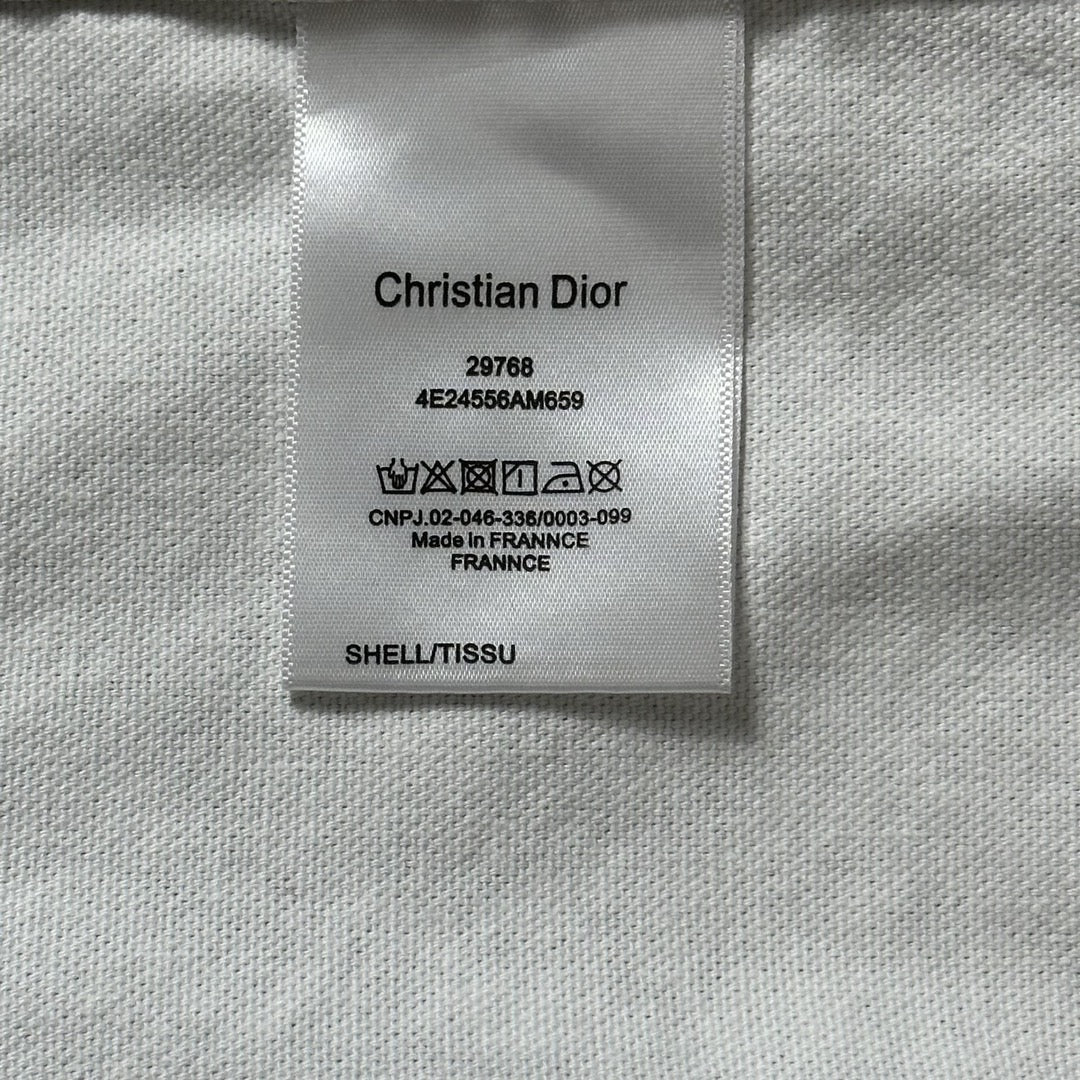 Christian Dior
29768
4E24556AM659
CNPJ.02-046-336/0003-099
Made in FRANNCE
FRANNCE
SHELL/TISSU